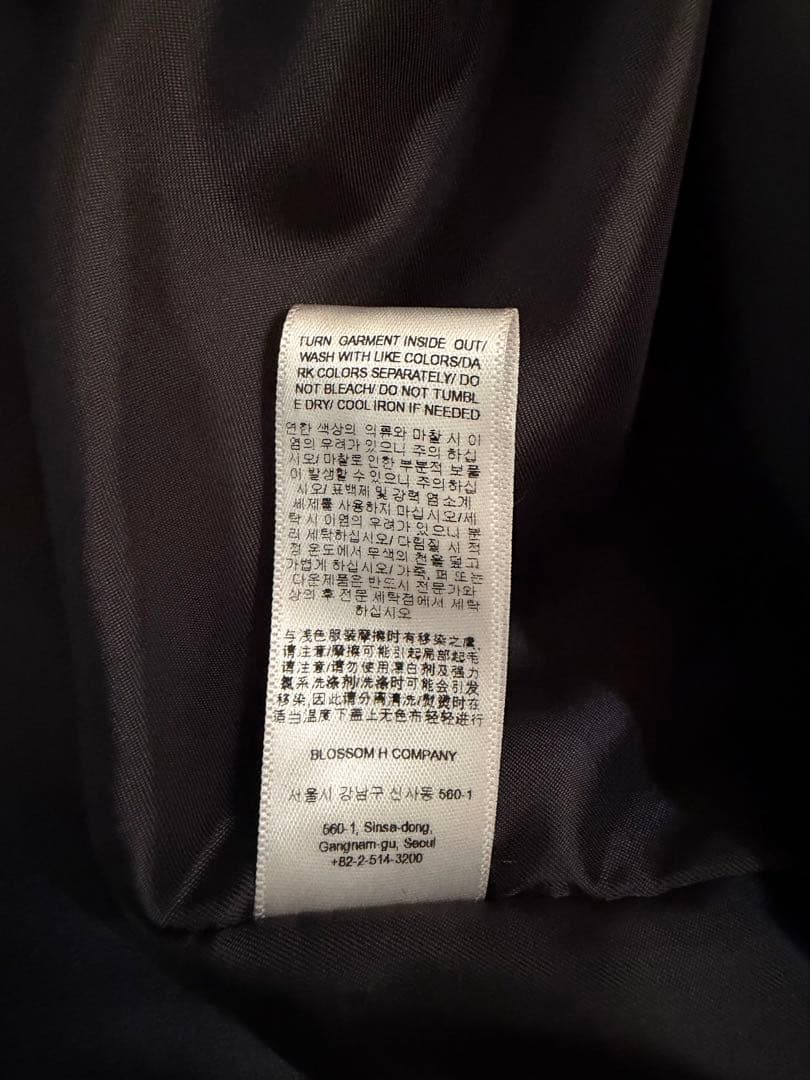 TURN GARMENT INSIDE OUT/
WASH WITH LIKE COLORS/DA
RK COLORS SEPARATELY/ DO
NOT BLEACH/ DO NOT TUMBL
E DRY/ COOL IRON IF NEEDED
연한 색상의 의류와 마찰 시 이
염의 우려가 있으니 주의 하십
시오/ 마찰로 인한 부분적 보풀
이 발생할 수 있으니 주의하십
시오/ 표백제 및 강력 염소계
세제를 사용하지 마십시오/세
탁 시 이염의 우려가 있으니 분
리 세탁하십시오/ 다림질 시 적
정 온도에서 무색의 천을 덮고
가볍게 하십시오/ 가죽, 퍼 또는
다운제품은 반드시 전문가와
상의 후 전문 세탁점에서 세탁
하십시오
与浅色服装摩擦时有移染之虞,
请注意/摩擦可能引起局部起毛
请注意/请勿使用漂白剂及强力
氯系洗涤剂/洗涤时可能会引发
移染,因此请分离清洗/熨烫时在
适当温度下盖上无色布轻轻进行
BLOSSOM H COMPANY
서울시 강남구 신사동 560-1
560-1, Sinsa-dong,
Gangnam-gu, Seoul
+82-2-514-3200